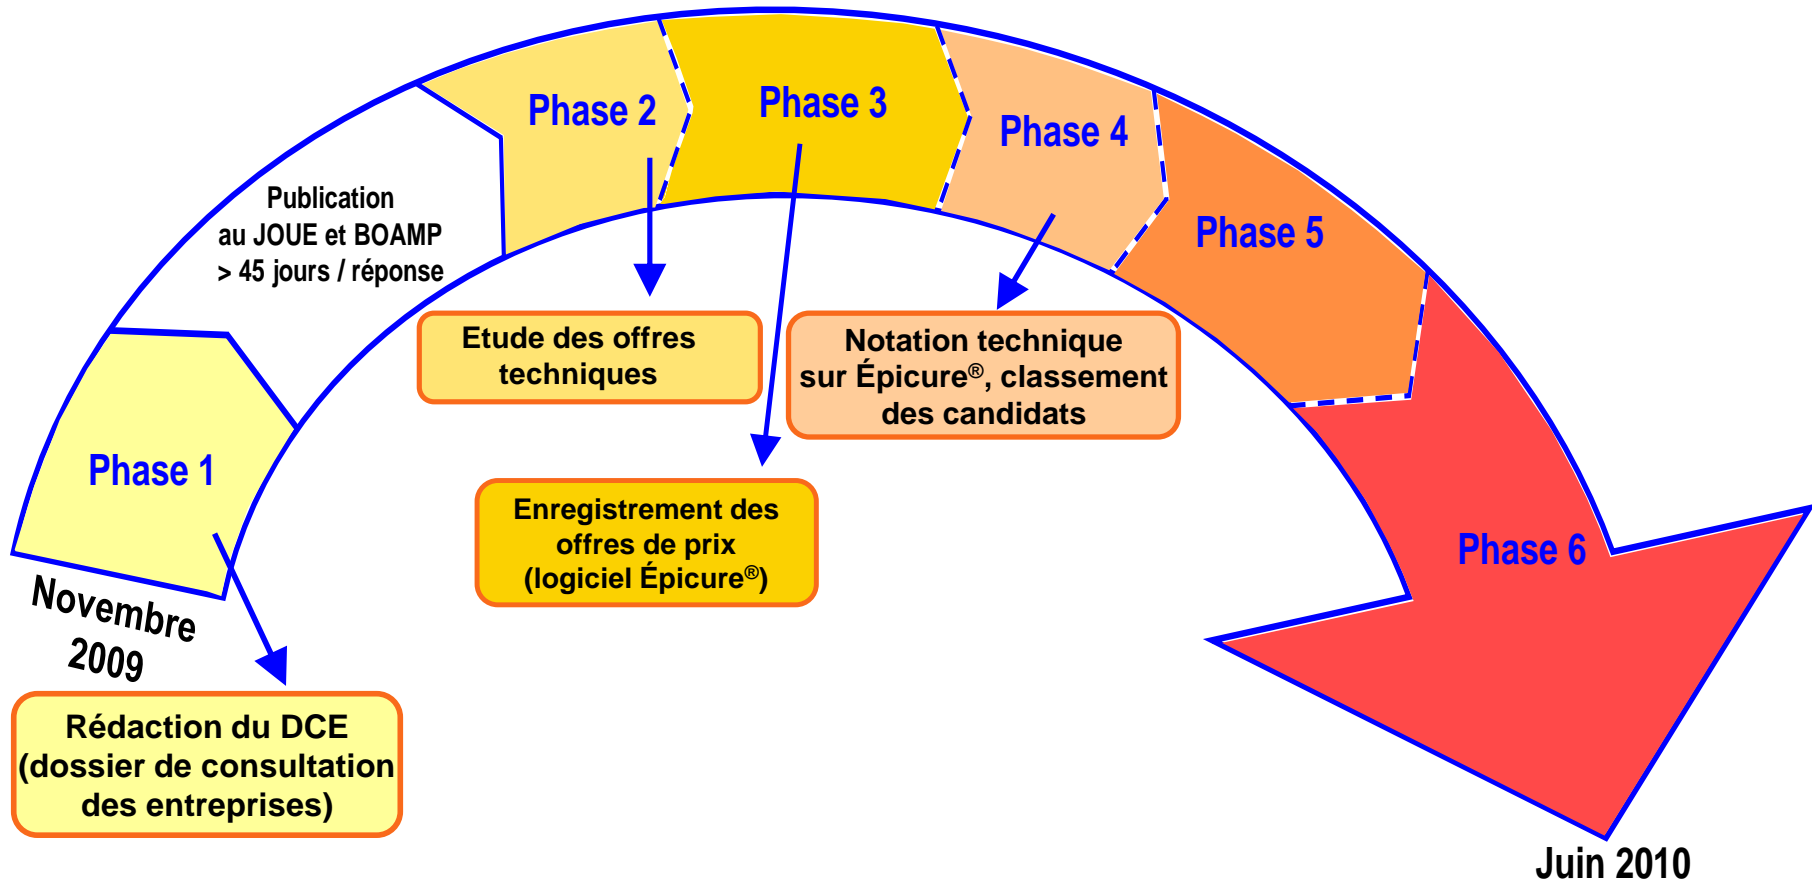 Phase 1
Novembre
2009
Rédaction du DCE
(dossier de consultation
des entreprises)
Publication
au JOUE et BOAMP
> 45 jours / réponse
Phase 2
Etude des offres
techniques
Phase 3
Enregistrement des
offres de prix
(logiciel Épicure®)
Phase 4
Notation technique
sur Épicure®, classement
des candidats
Phase 5
Phase 6
Juin 2010